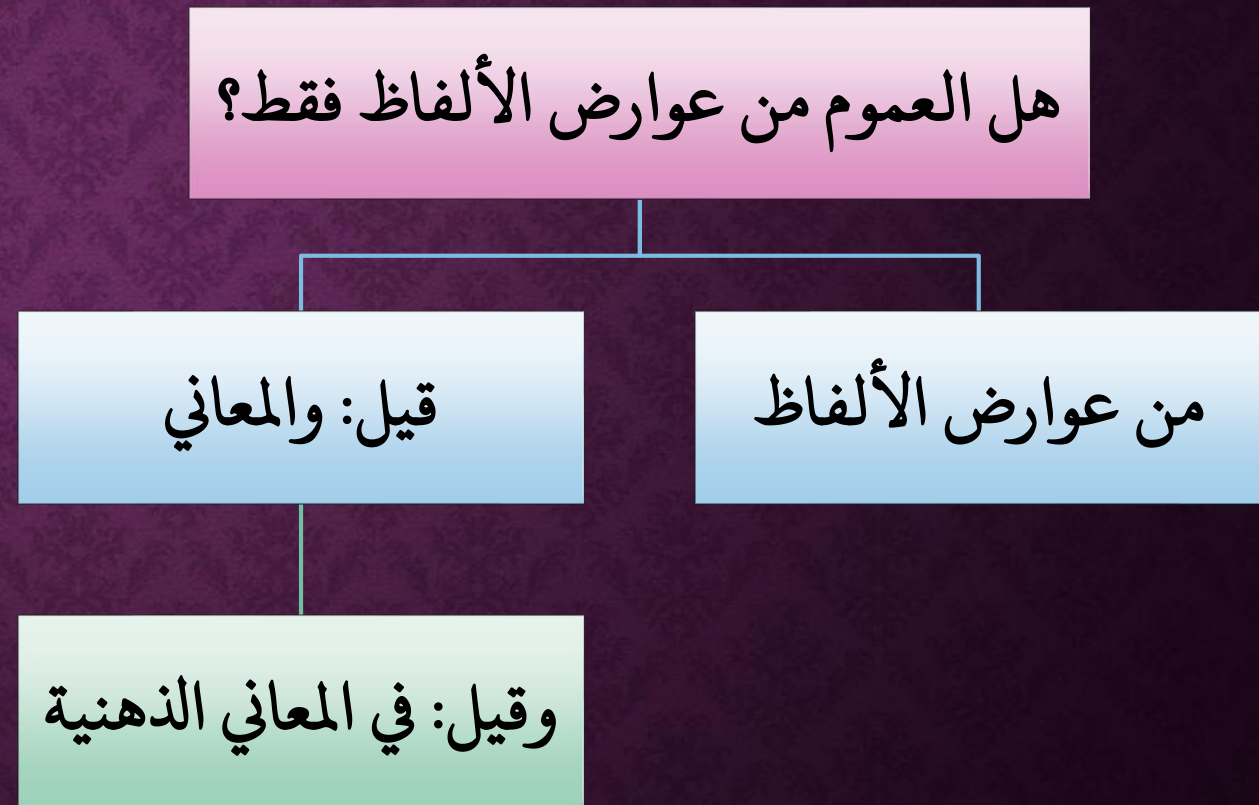 هل العموم من عوارض الألفاظ فقط؟
من عوارض الألفاظ
قيل: والمعاني
وقيل: في المعاني الذهنية